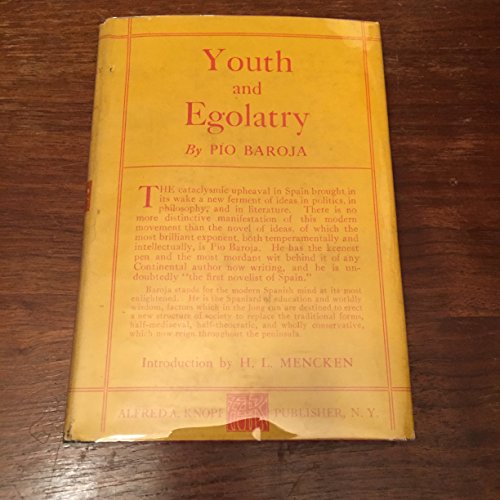 Youth
and
Egolatry
By PIO BAROJA
THE cataclysmic upheaval in Spain brought in
its wake a new ferment of ideas in politics, in
philosophy, and in literature. There is no
more distinctive manifestation of this modern
movement than the novel of ideas, of which the
most brilliant exponent, both temperamentally and
intellectually, is Pio Baroja. He has the keenest
pen and the most mordant wit behind it of any
Continental author now writing, and he is un-
doubtedly "the first novelist of Spain."
Baroja stands for the modern Spanish mind at its most
enlightened. He is the Spaniard of education and worldly
wisdom, factors which in the long run are destined to erect
a new structure of society to replace the traditional forms,
half-mediaeval, half-theocratic, and wholly conservative,
which now reign throughout the peninsula.
Introduction by H. L. MENCKEN
ALFRED A. KNOPF PUBLISHER, N. Y.